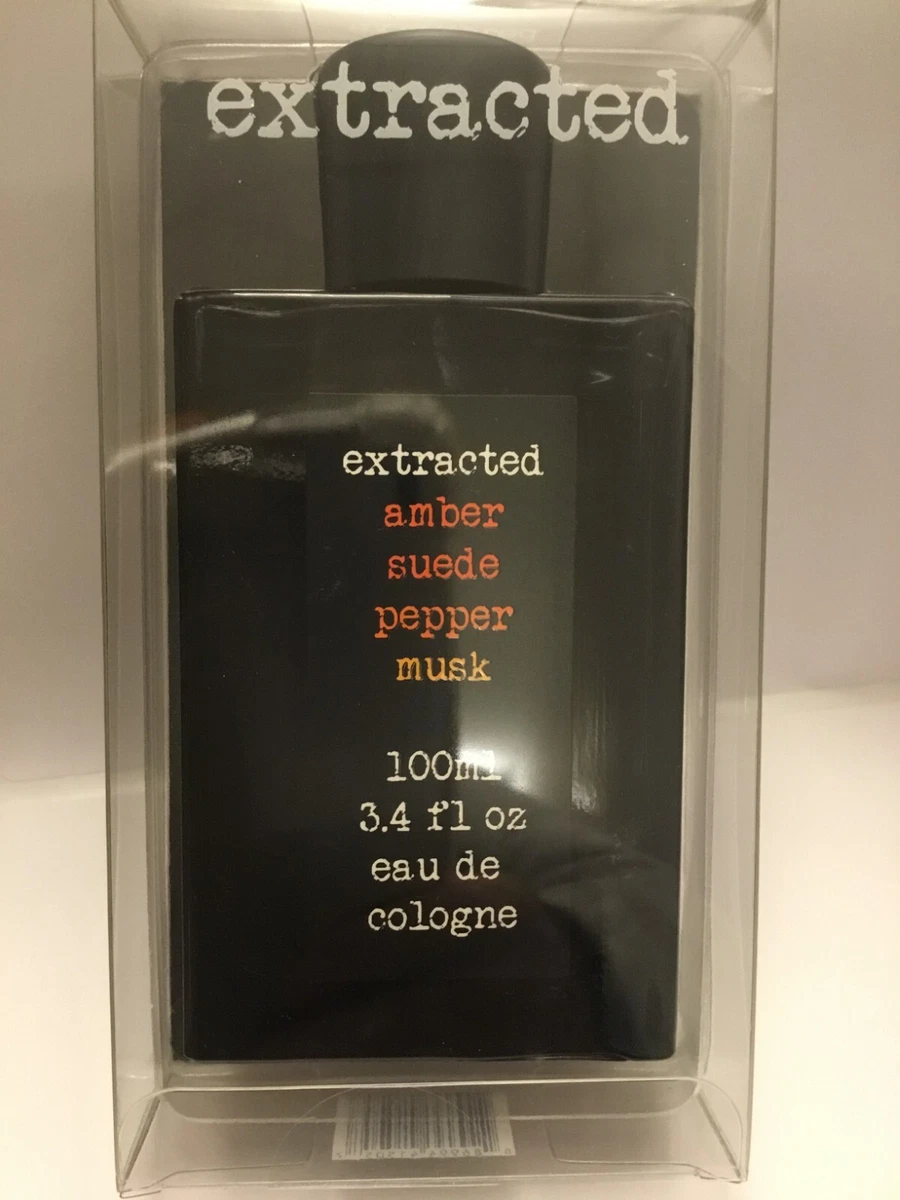 extracted
extracted
amber
suede
pepper
musk
100ml
3.4 fl oz
eau de
cologne